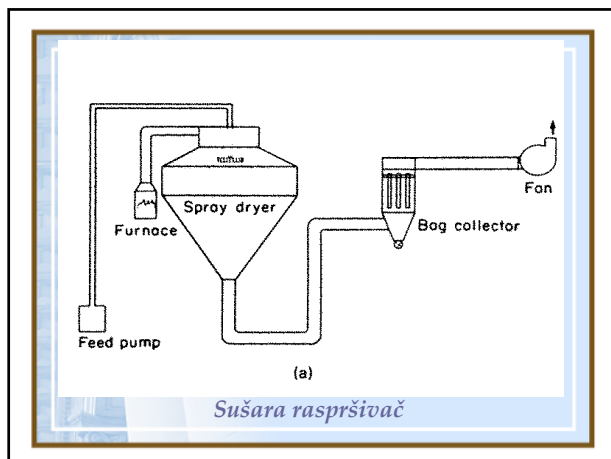 Fan
Spray dryer
Furnace
Bag collector
Feed pump
(a)
Sušara raspršivač